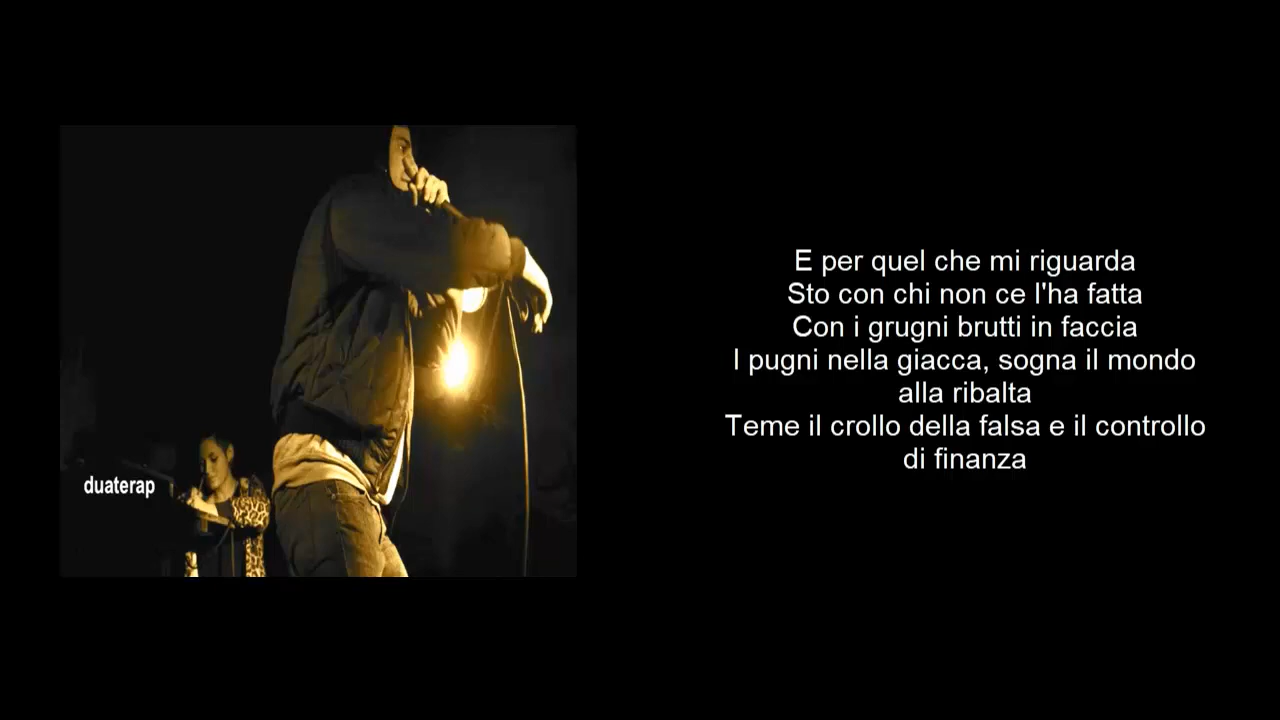 duaterap
E per quel che mi riguarda
Sto con chi non ce l'ha fatta
Con i grugni brutti in faccia
I pugni nella giacca, sogna il mondo
alla ribalta
Teme il crollo della falsa e il controllo
di finanza